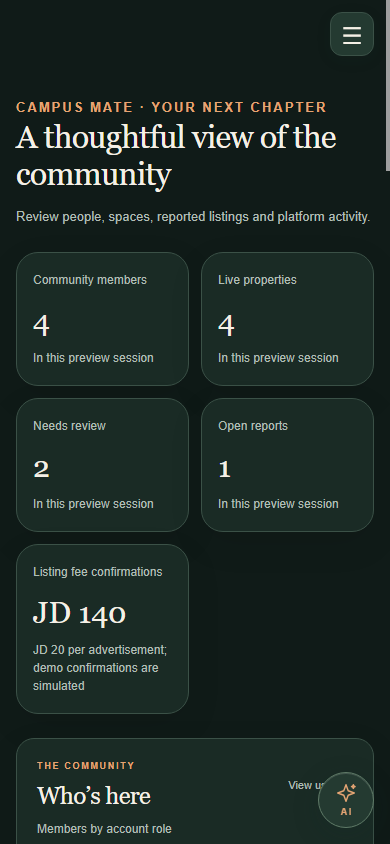 CAMPUS MATE · YOUR NEXT CHAPTER
A thoughtful view of the
community
Review people, spaces, reported listings and platform activity.
Community members
4
In this preview session
Live properties
4
In this preview session
Needs review
2
In this preview session
Open reports
1
In this preview session
Listing fee confirmations
JD 140
JD 20 per advertisement;
demo confirmations are
simulated
THE COMMUNITY
Who’s here
View
Members by account role
AI